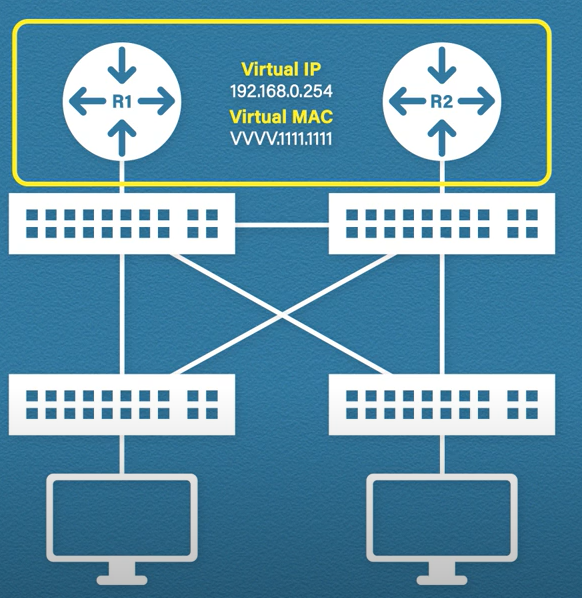 R1
Virtual IP
192.168.0.254
Virtual MAC
VVVV.1111.1111
R2